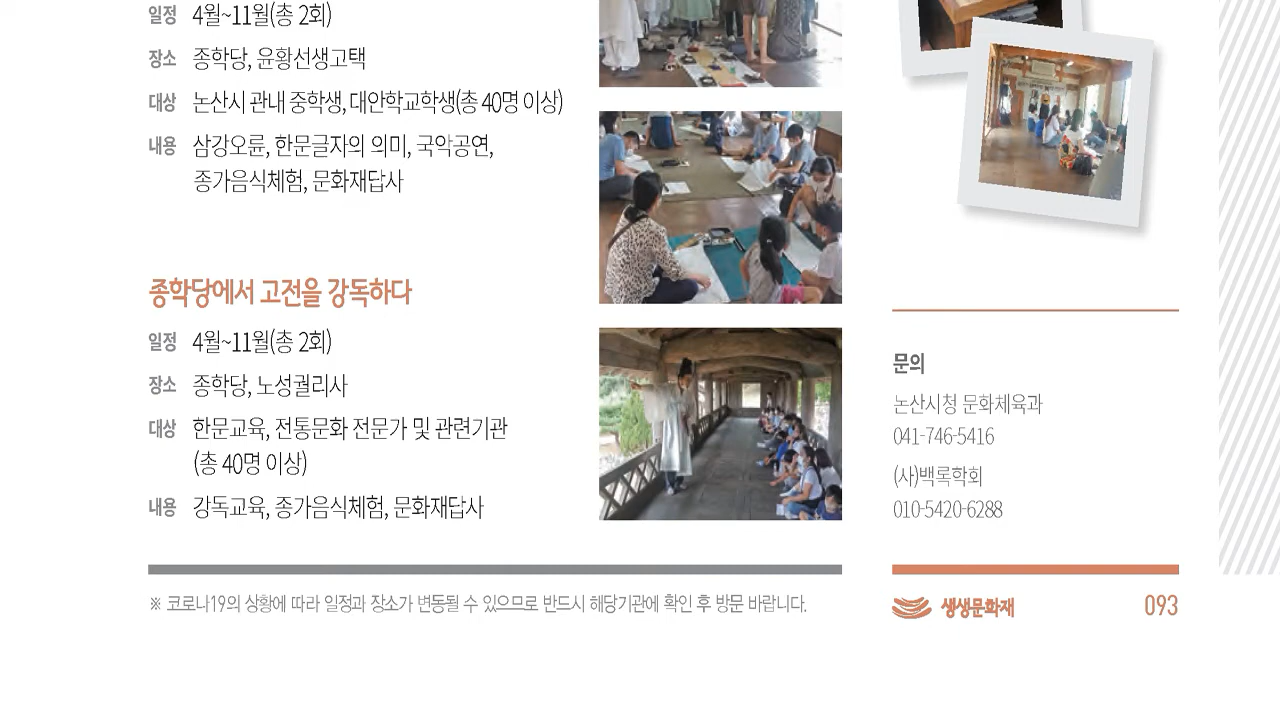 일정 4월~11월(총 2회)
장소 종학당, 윤황선생고택
대상 논산시 관내 중학생, 대안학교학생(총 40명 이상)
내용 삼강오륜, 한문글자의 의미, 국악공연,
종가음식체험, 문화재답사
종학당에서 고전을 강독하다
일정 4월~11월(총 2회)
장소 종학당, 노성궐리사
대상 한문교육, 전통문화 전문가 및 관련기관
(총 40명 이상)
내용 강독교육, 종가음식체험, 문화재답사
※ 코로나19의 상황에 따라 일정과 장소가 변동될 수 있으므로 반드시 해당기관에 확인 후 방문 바랍니다.
문의
논산시청 문화체육과
041-746-5416
(사)백록학회
010-5420-6288
생생문화재 093